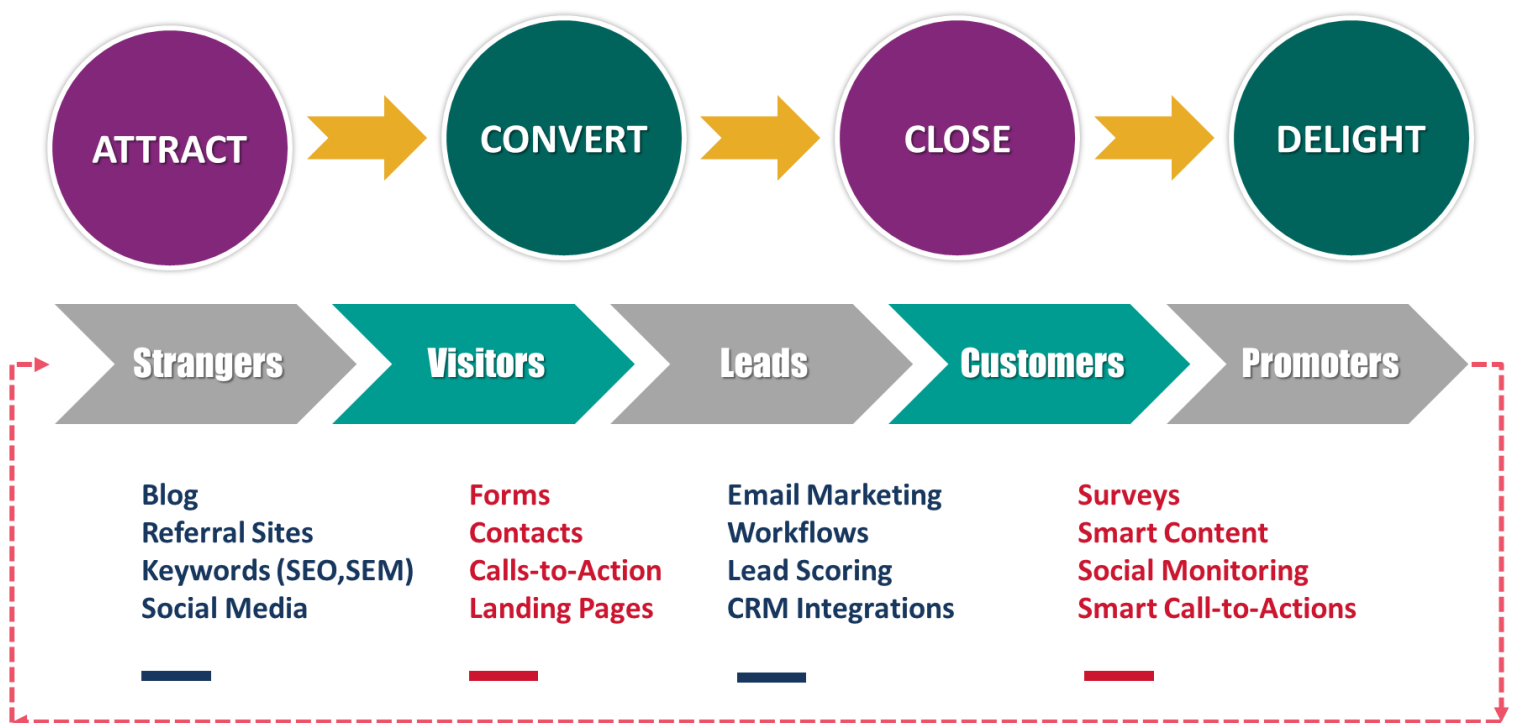 ATTRACT
CONVERT
CLOSE
DELIGHT
Strangers
Visitors
Leads
Customers
Promoters
Blog
Referral Sites
Keywords (SEO,SEM)
Social Media
Forms
Contacts
Calls-to-Action
Landing Pages
Email Marketing
Workflows
Lead Scoring
CRM Integrations
Surveys
Smart Content
Social Monitoring
Smart Call-to-Actions